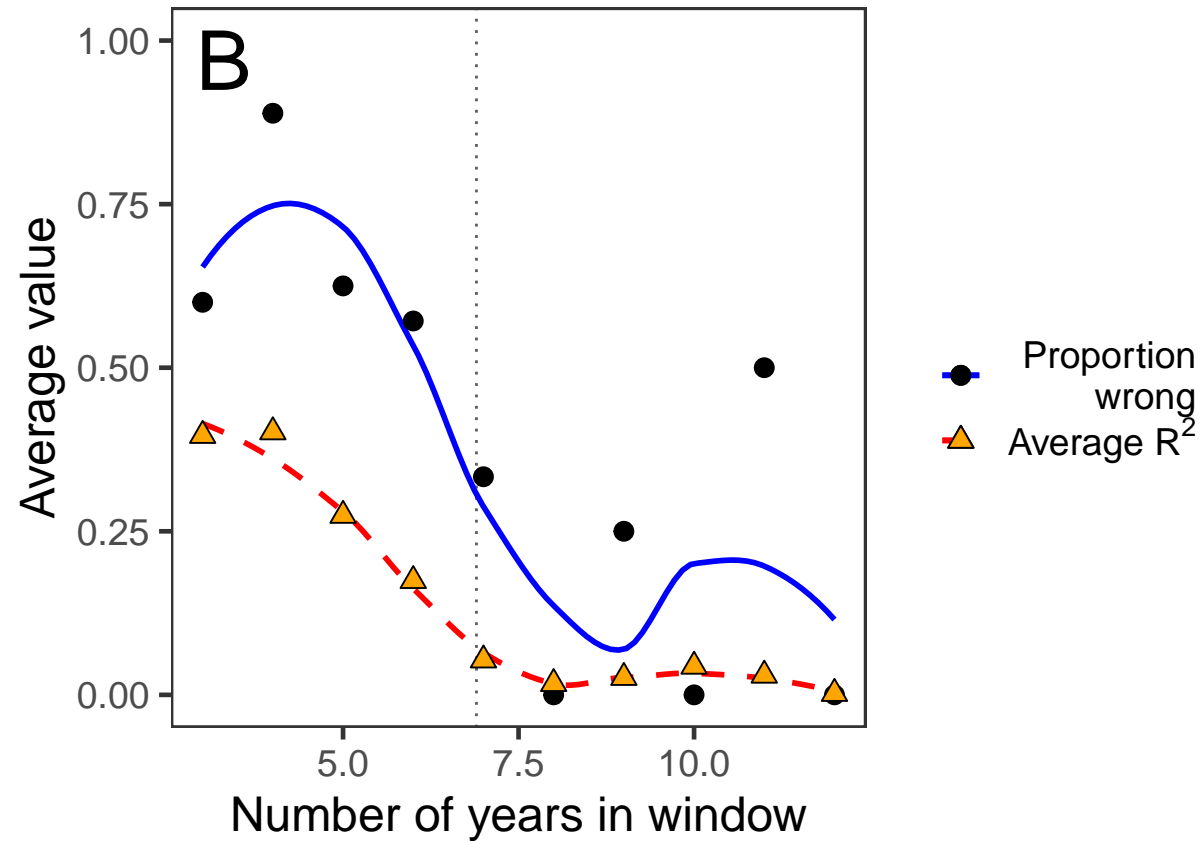 B
1.00
0.75
0.50
0.25
0.00
Average value
5.0 7.5 10.0
Number of years in window
Proportion
wrong
Average R²